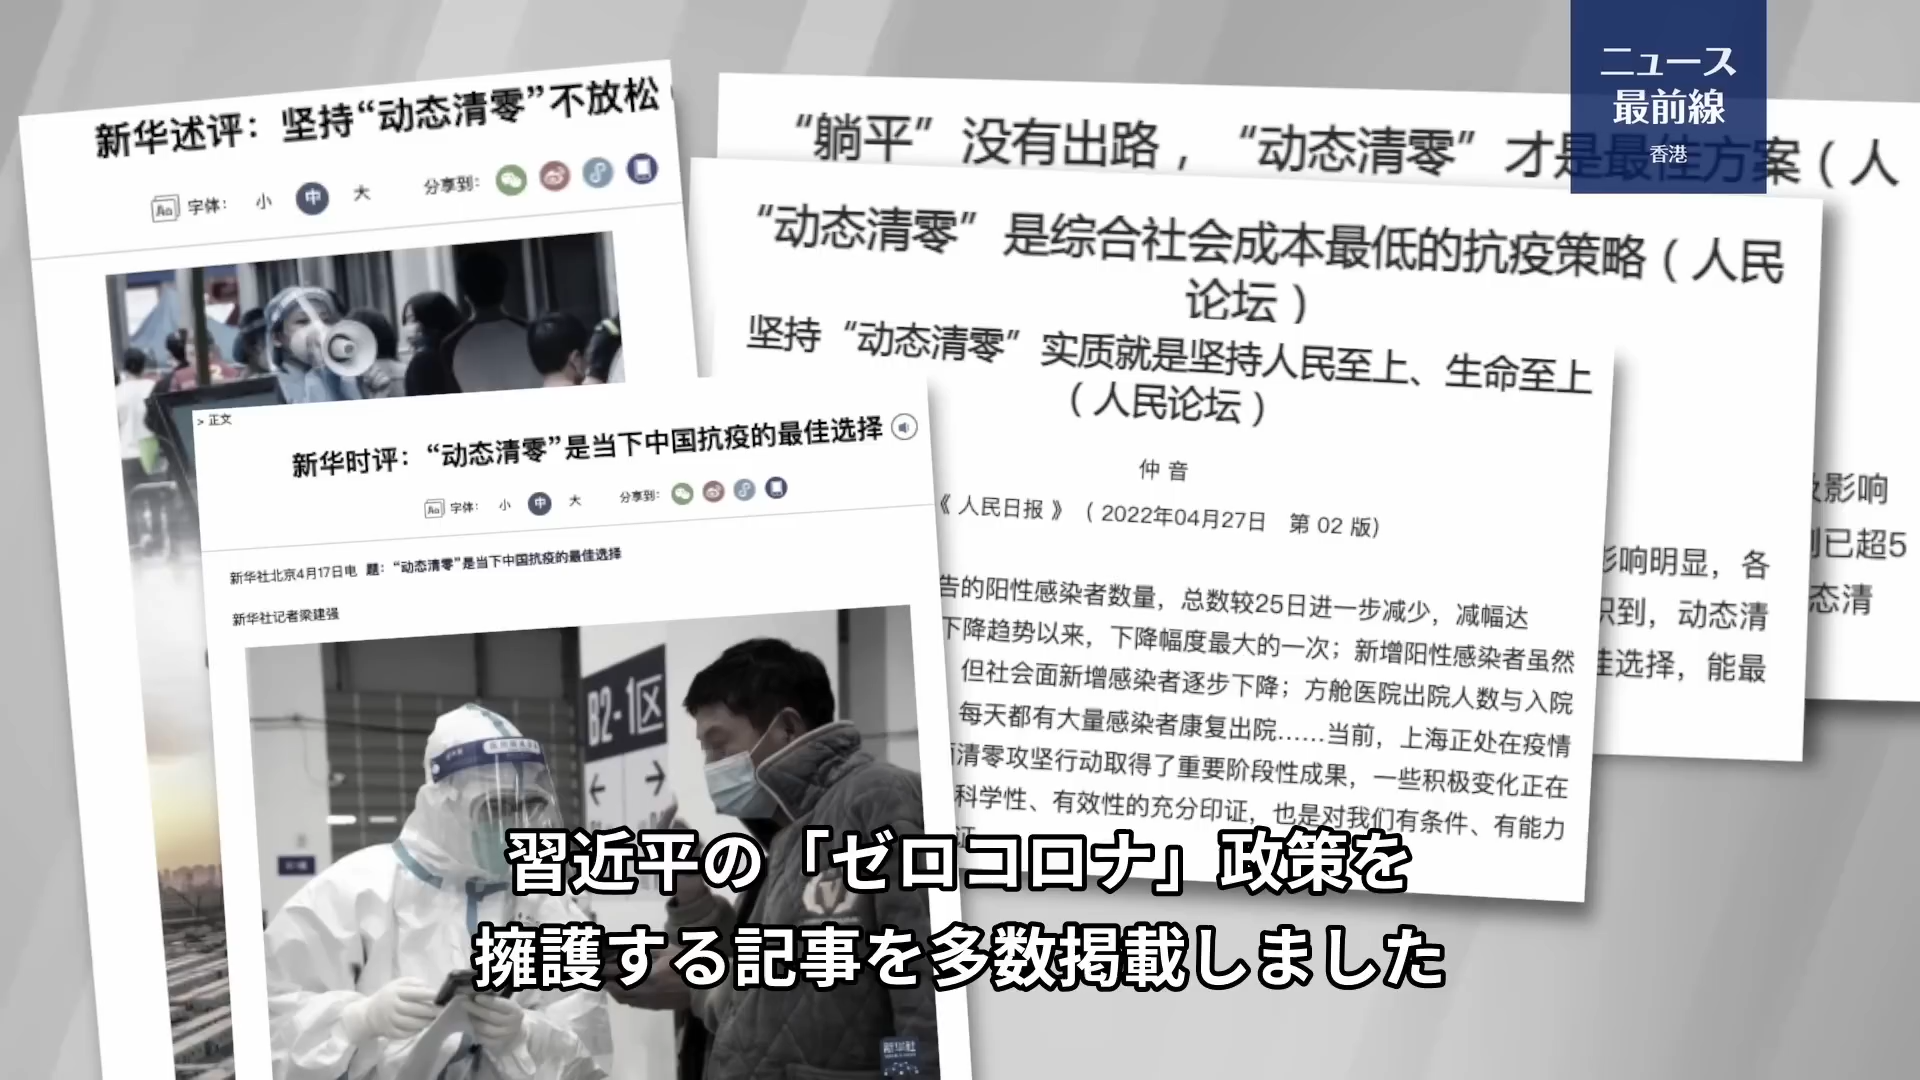 新华述评：坚持“动态清零”不放松
字体： 小 中 大 分享到：
> 正文
新华时评：“动态清零”是当下中国抗疫的最佳选择
字体： 小 中 大 分享到：
新华社北京4月17日电 题：“动态清零”是当下中国抗疫的最佳选择
新华社记者梁建强
B2-1区
“躺平”没有出路，“动态清零”才是最佳方案（人
“动态清零”是综合社会成本最低的抗疫策略（人民
论坛）
坚持“动态清零”实质就是坚持人民至上、生命至上
（人民论坛）
仲 音
《 人民日报 》（ 2022年04月27日 第 02 版）
告的阳性感染者数量，总数较25日进一步减少，减幅达
下降趋势以来，下降幅度最大的一次；新增阳性感染者虽然
但社会面新增感染者逐步下降；方舱医院出院人数与入院
每天都有大量感染者康复出院……当前，上海正处在疫情
清零攻坚行动取得了重要阶段性成果，一些积极变化正在
科学性、有效性的充分印证，也是对我们有条件、有能力
证
影响明显，各
识到，动态清
佳选择，能最
影响
已超5
态清
ニュース
最前線
香港
習近平の「ゼロコロナ」政策を
擁護する記事を多数掲載しました